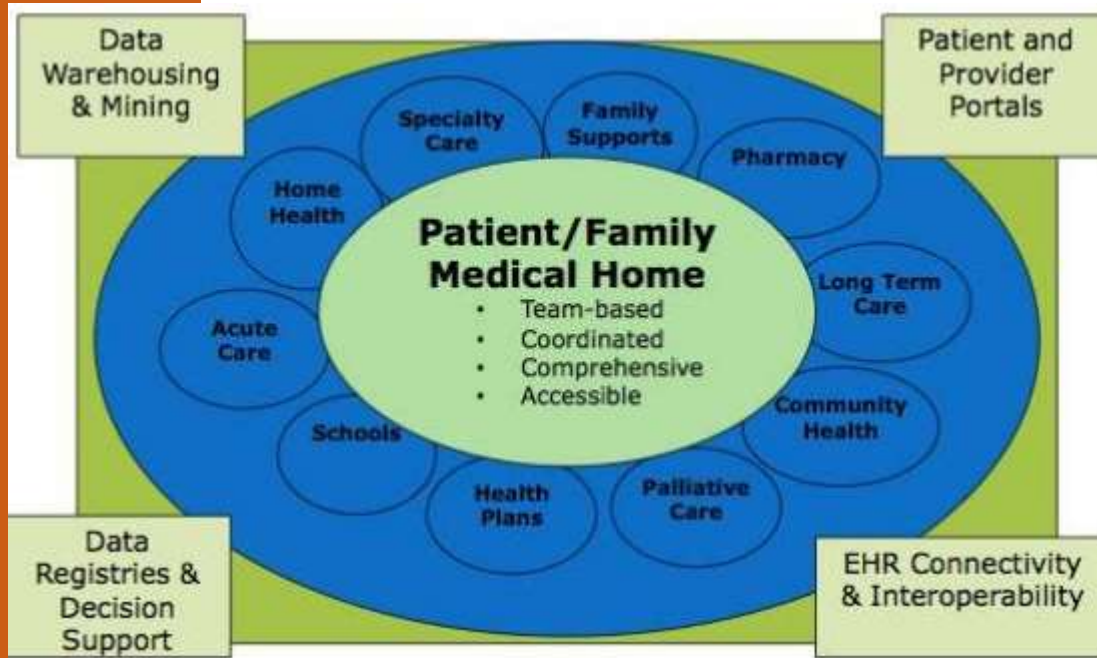 Data
Warehousing
& Mining
Patient and
Provider
Portals
Specialty
Care
Family
Supports
Pharmacy
Home
Health
Patient/Family
Medical Home
• Team-based
• Coordinated
• Comprehensive
• Accessible
Long Term
Care
Acute
Care
Community
Health
Schools
Health
Plans
Palliative
Care
Data
Registries &
Decision
Support
EHR Connectivity
& Interoperability